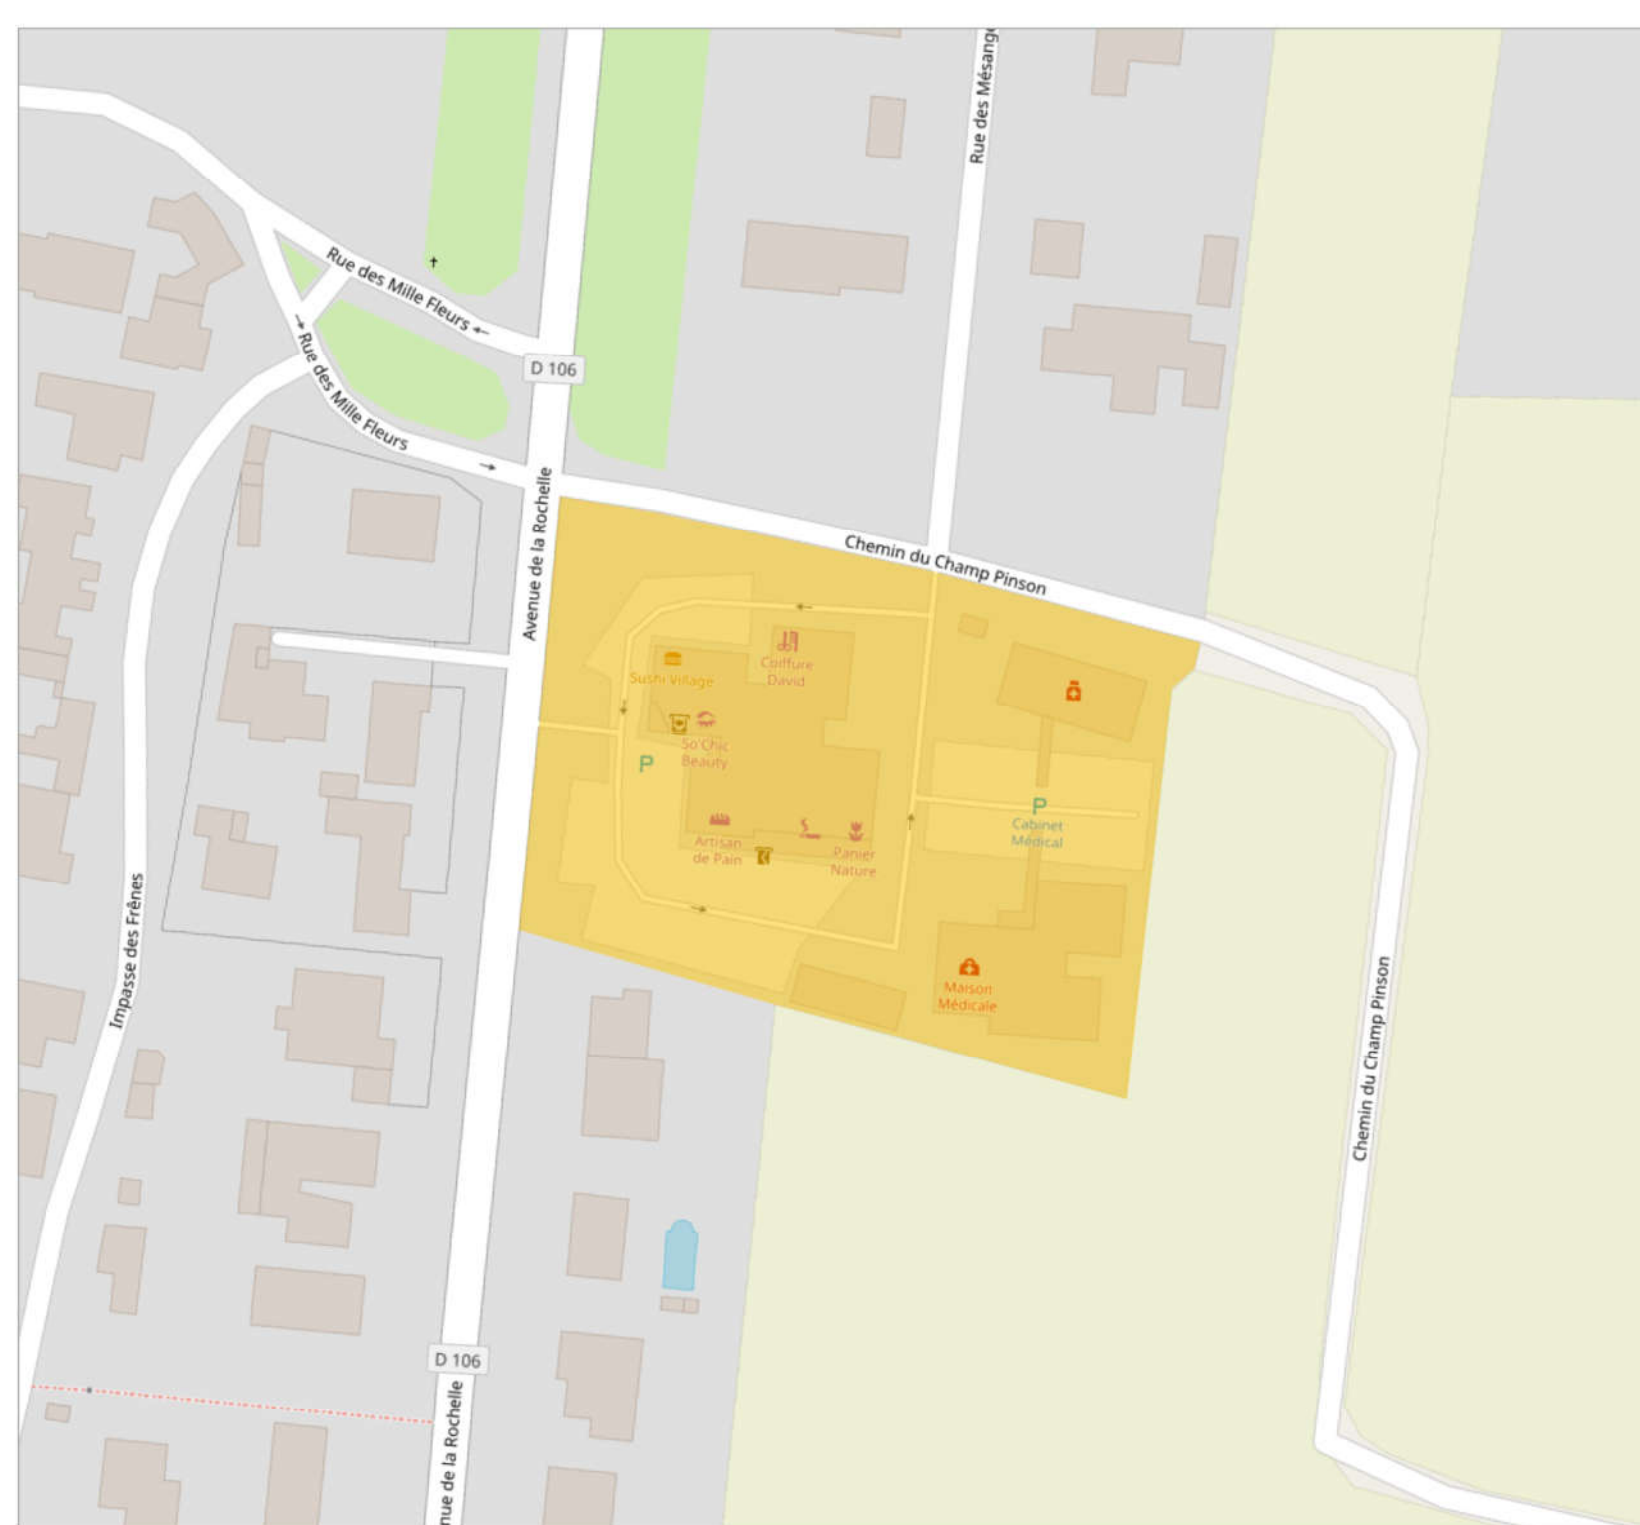 Rue des Mésang
Rue des Mille Fleurs
D 106
Rue des Mille Fleurs
Avenue de la Rochelle
Chemin du Champ Pinson
Coiffure
David
Sushi Village
So'Chic
Beauty
P
P
Cabinet
Médical
Artisan
de Pain
Panier
Nature
Maison
Médicale
Impasse des Frênes
Chemin du Champ Pinson
D 106
nue de la Rochelle